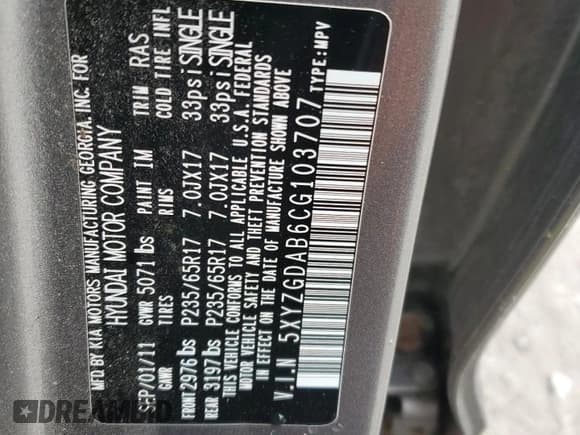 MFD.BY KIA MOTORS MANUFACTURING GEORGIA. INC. FOR
HYUNDAI MOTOR COMPANY
SEP/01/11 GVWR 5071 lbs PAINT IM TRIM RAS
GWR TIRES RIMS COLD TIRE INFL
FRONT 2976 lbs P235/65R17 7.0JX17 33psi SINGLE
REAR 3197 lbs P235/65R17 7.0JX17 33psi SINGLE
THIS VEHICLE CONFORMS TO ALL APPLICABLE U.S.A. FEDERAL
MOTOR VEHICLE SAFETY AND THEFT PREVENTION STANDARDS
IN EFFECT ON THE DATE OF MANUFACTURE SHOWN ABOVE
V.I.N 5XYZGDAB6CG103707 TYPE:MPV
DREAMBID